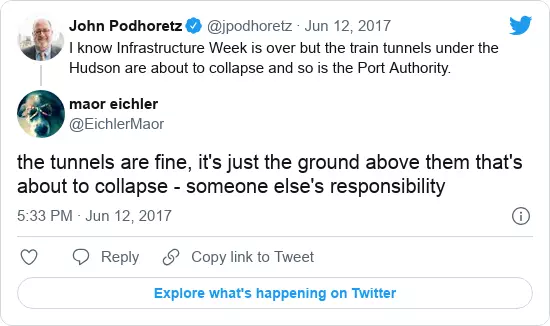 John Podhoretz @jpodhoretz · Jun 12, 2017
I know Infrastructure Week is over but the train tunnels under the
Hudson are about to collapse and so is the Port Authority.
maor eichler
@EichlerMaor
the tunnels are fine, it's just the ground above them that's
about to collapse - someone else's responsibility
5:33 PM · Jun 12, 2017
Reply Copy link to Tweet
Explore what's happening on Twitter